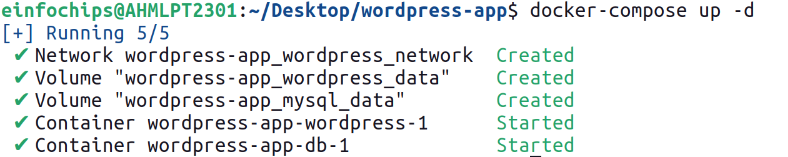 einfochips@AHMLPT2301:~/Desktop/wordpress-app$ docker-compose up -d
[+] Running 5/5
✔ Network wordpress-app_wordpress_network Created
✔ Volume "wordpress-app_wordpress_data" Created
✔ Volume "wordpress-app_mysql_data" Created
✔ Container wordpress-app-wordpress-1 Started
✔ Container wordpress-app-db-1 Started